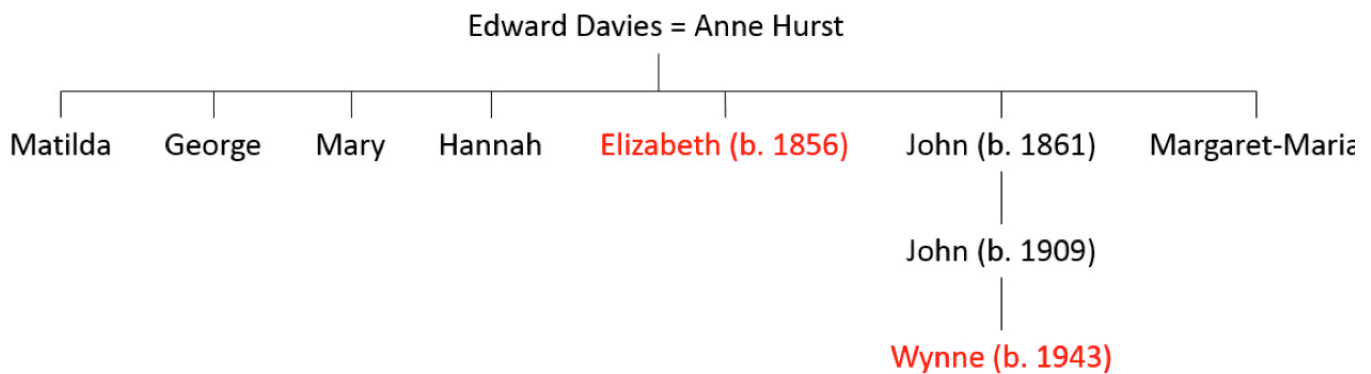 Edward Davies = Anne Hurst
Matilda George Mary Hannah Elizabeth (b. 1856) John (b. 1861) Margaret-Maria
John (b. 1909)
Wynne (b. 1943)